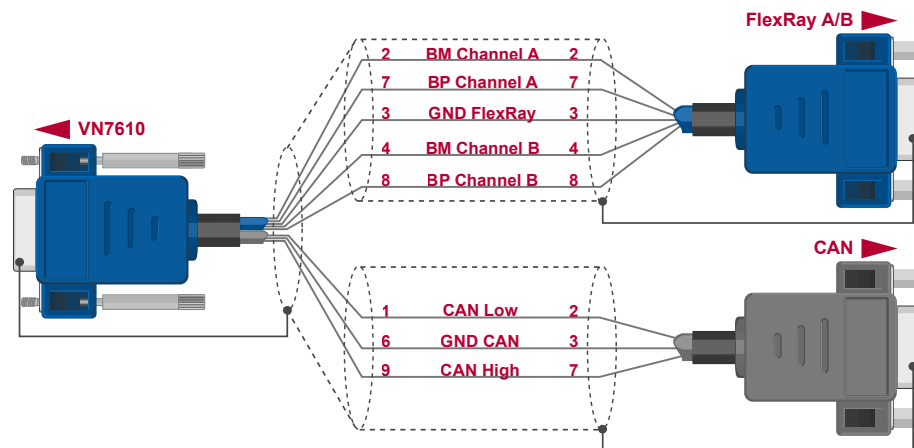 FlexRay A/B
2 BM Channel A 2
7 BP Channel A 7
3 GND FlexRay 3
VN7610
4 BM Channel B 4
8 BP Channel B 8
CAN
1 CAN Low 2
6 GND CAN 3
9 CAN High 7